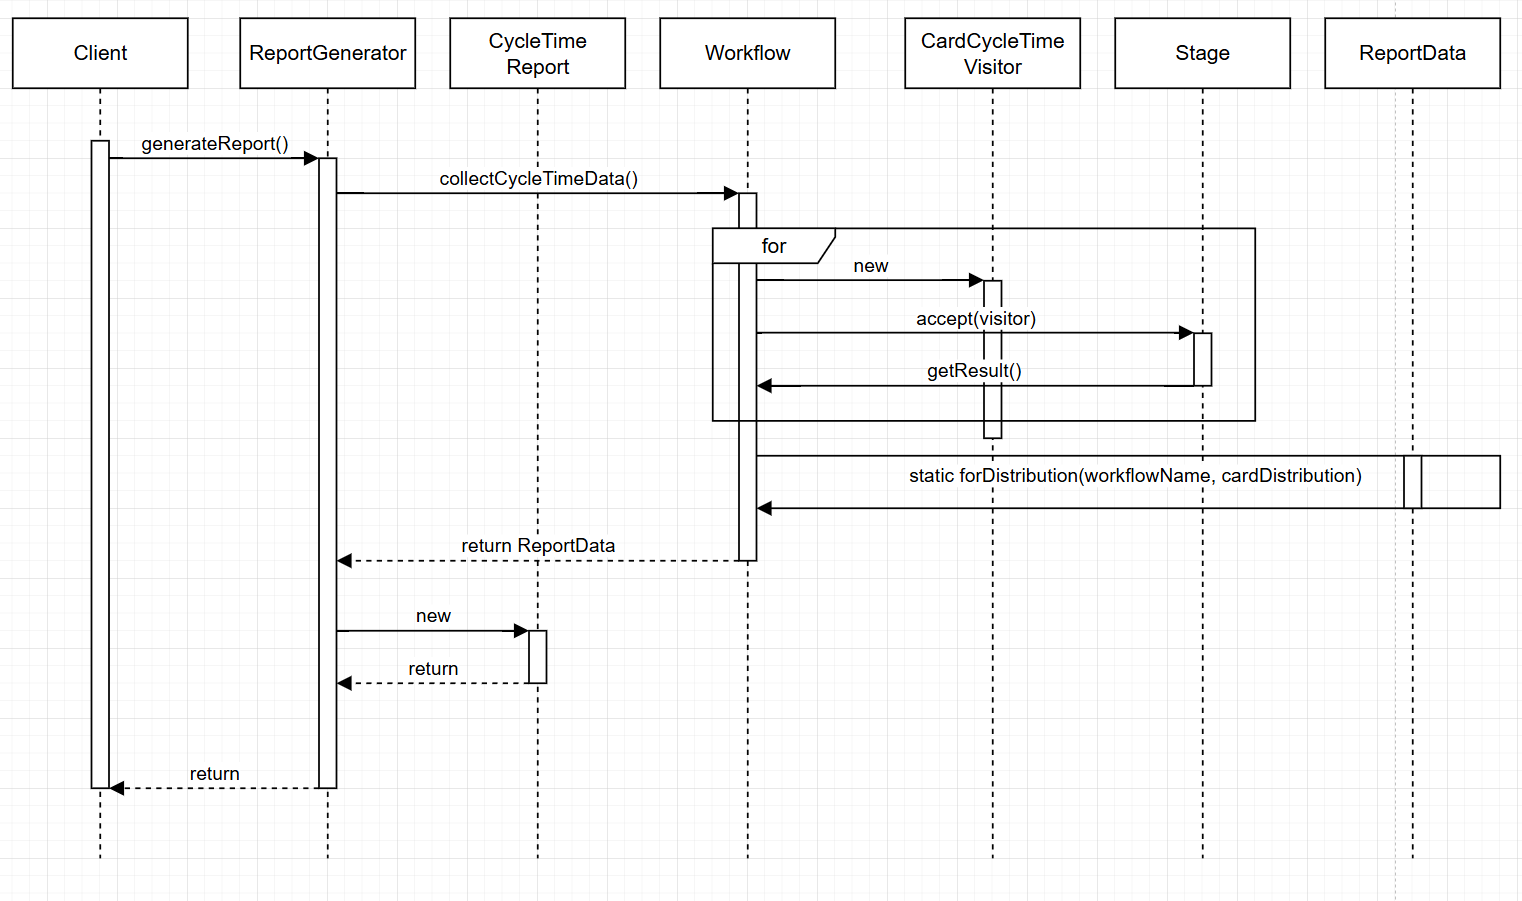 Client
ReportGenerator
CycleTime
Report
Workflow
CardCycleTime
Visitor
Stage
ReportData
generateReport()
collectCycleTimeData()
for
new
accept(visitor)
getResult()
static forDistribution(workflowName, cardDistribution)
return ReportData
new
return
return